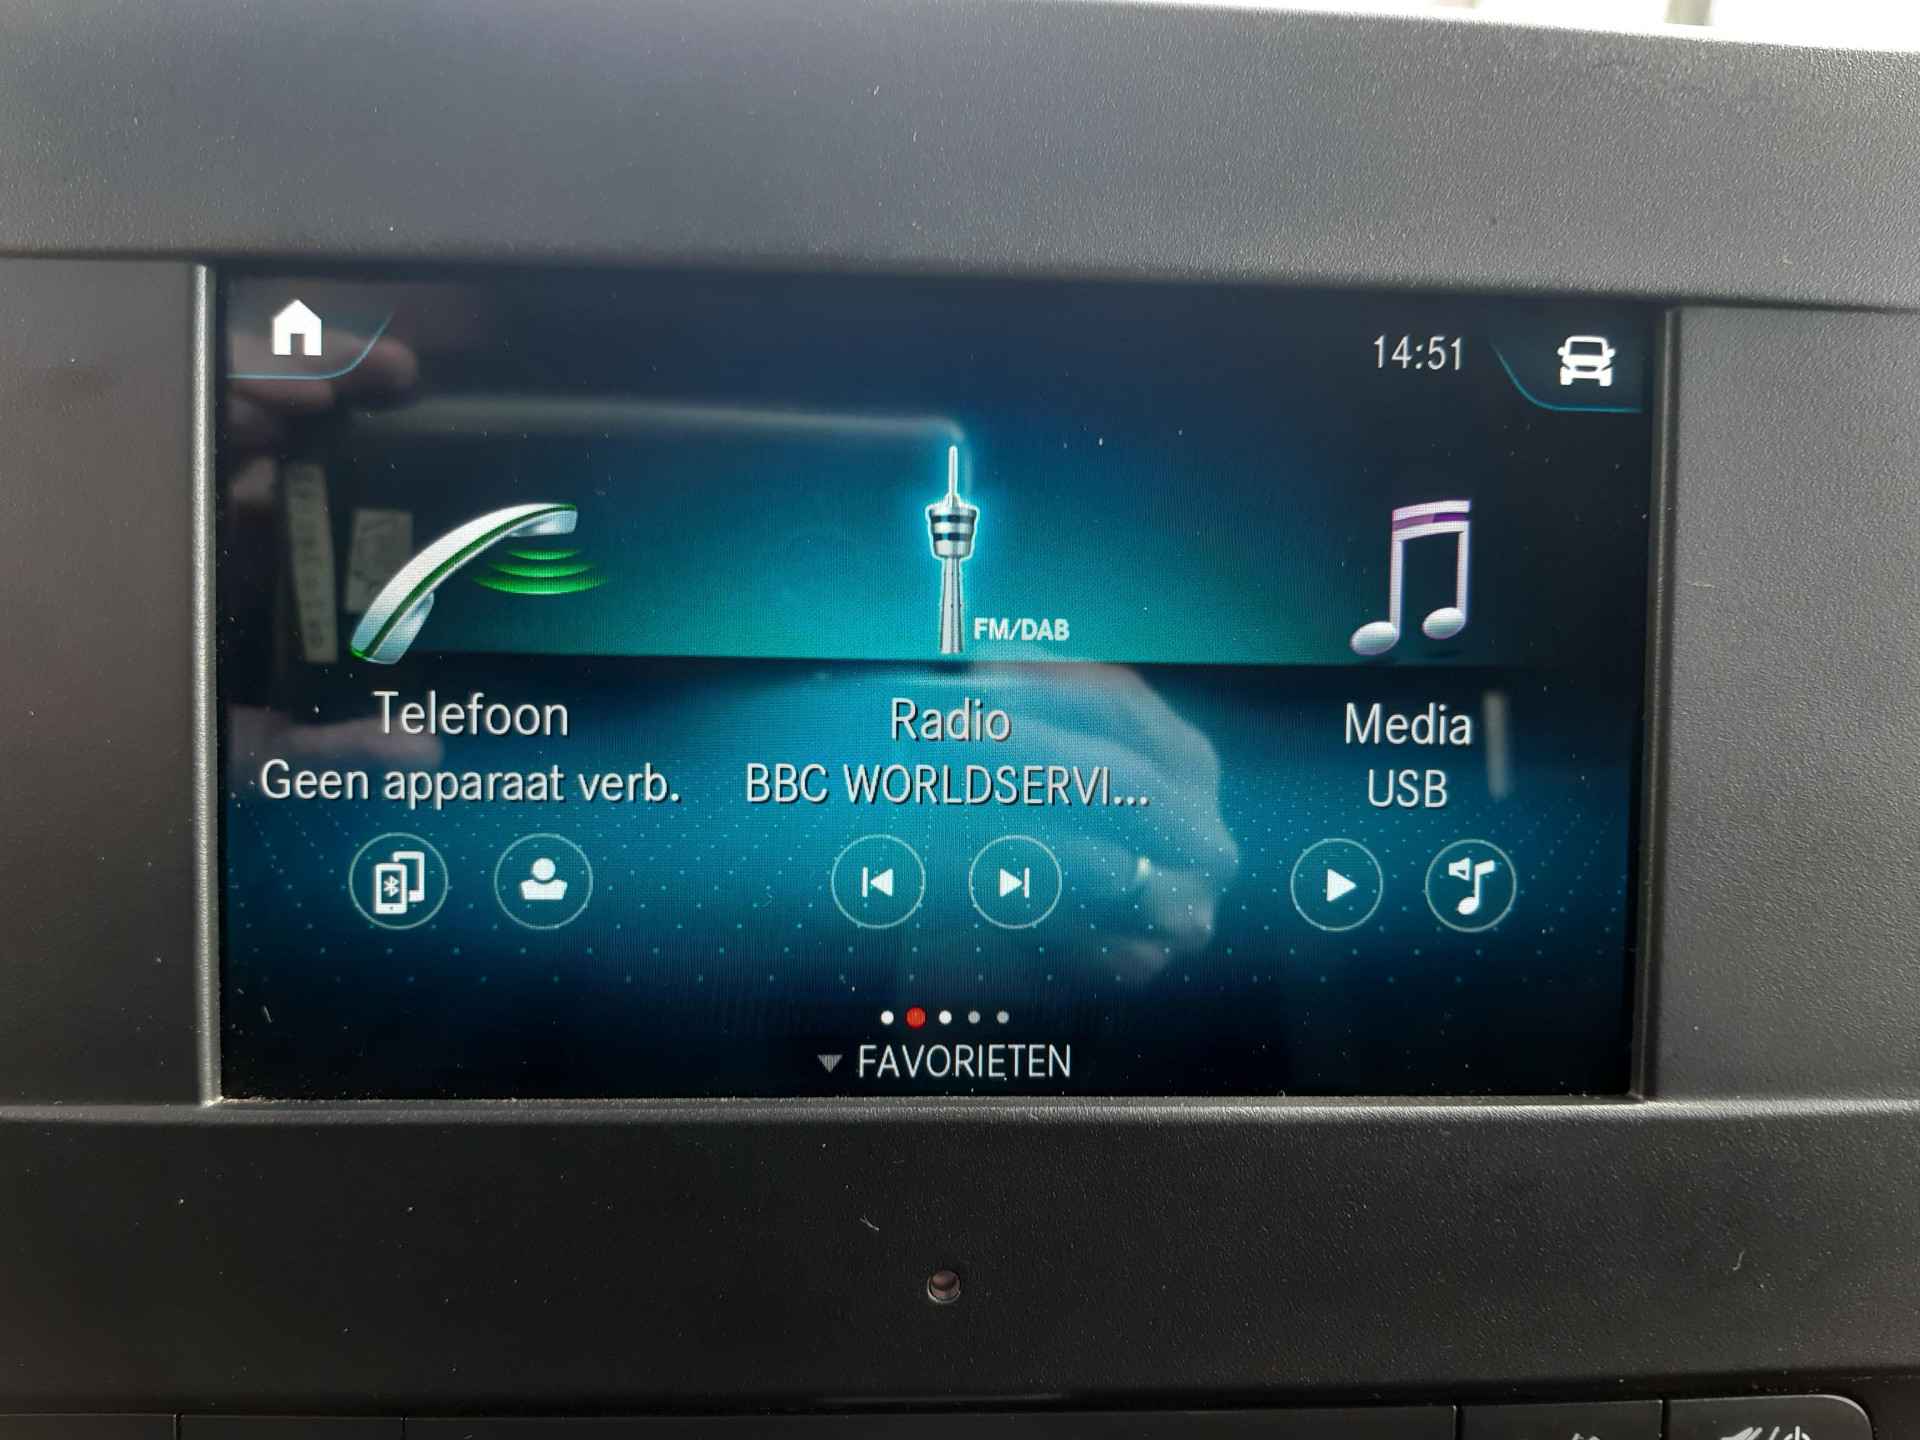 14:51
FM/DAB
Telefoon
Geen apparaat verb.
Radio
BBC WORLDSERVI...
Media
USB
FAVORIETEN